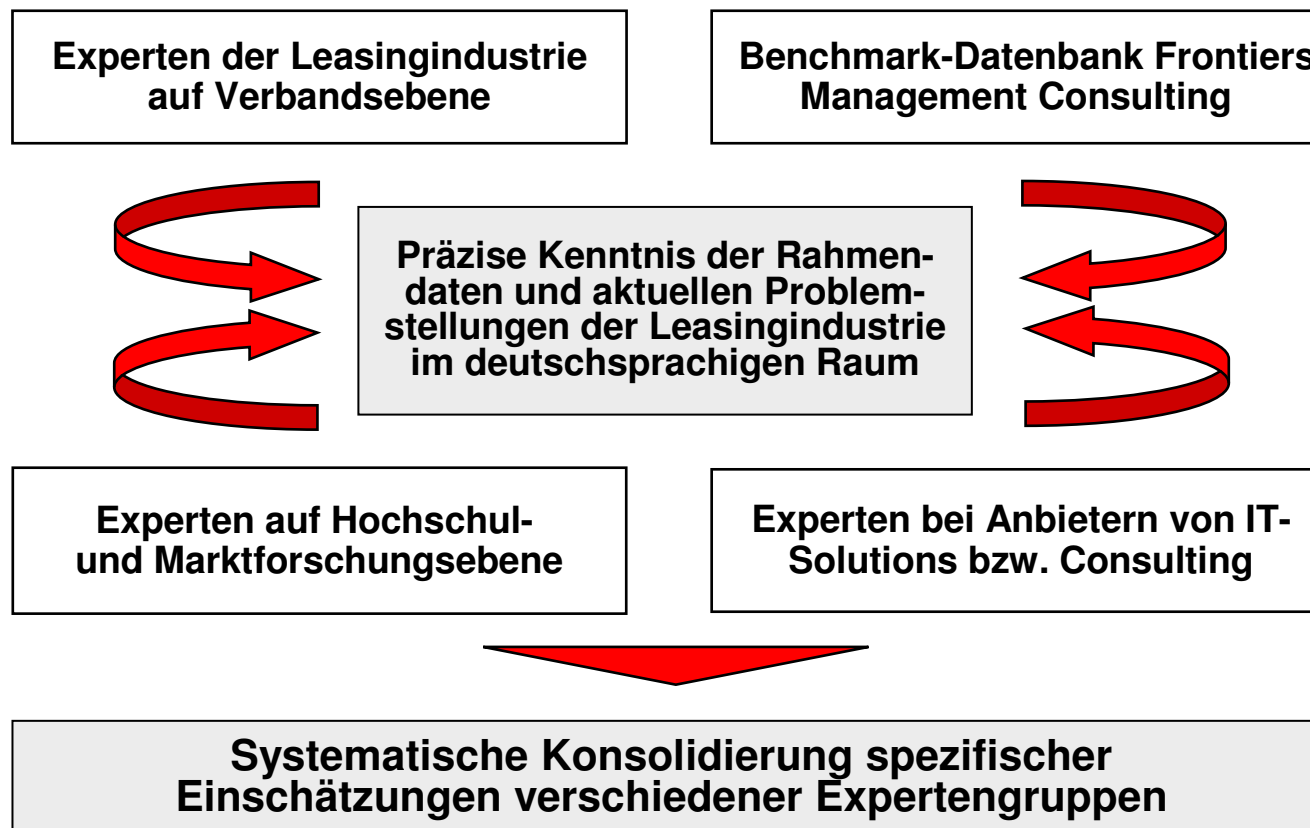 Experten der Leasingindustrie
auf Verbandsebene
Benchmark-Datenbank Frontiers
Management Consulting
Präzise Kenntnis der Rahmen-
daten und aktuellen Problem-
stellungen der Leasingindustrie
im deutschsprachigen Raum
Experten auf Hochschul-
und Marktforschungsebene
Experten bei Anbietern von IT-
Solutions bzw. Consulting
Systematische Konsolidierung spezifischer
Einschätzungen verschiedener Expertengruppen